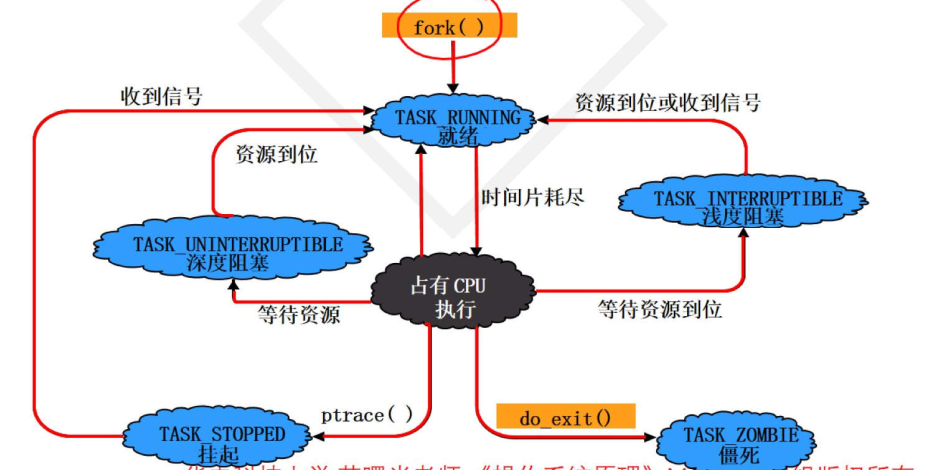 fork( )
收到信号
资源到位或收到信号
TASK_RUNNING
就绪
资源到位
时间片耗尽
TASK_INTERRUPTIBLE
浅度阻塞
TASK_UNINTERRUPTIBLE
深度阻塞
占有 CPU
执行
等待资源
等待资源到位
ptrace( )
do_exit()
TASK_STOPPED
挂起
TASK_ZOMBIE
僵死